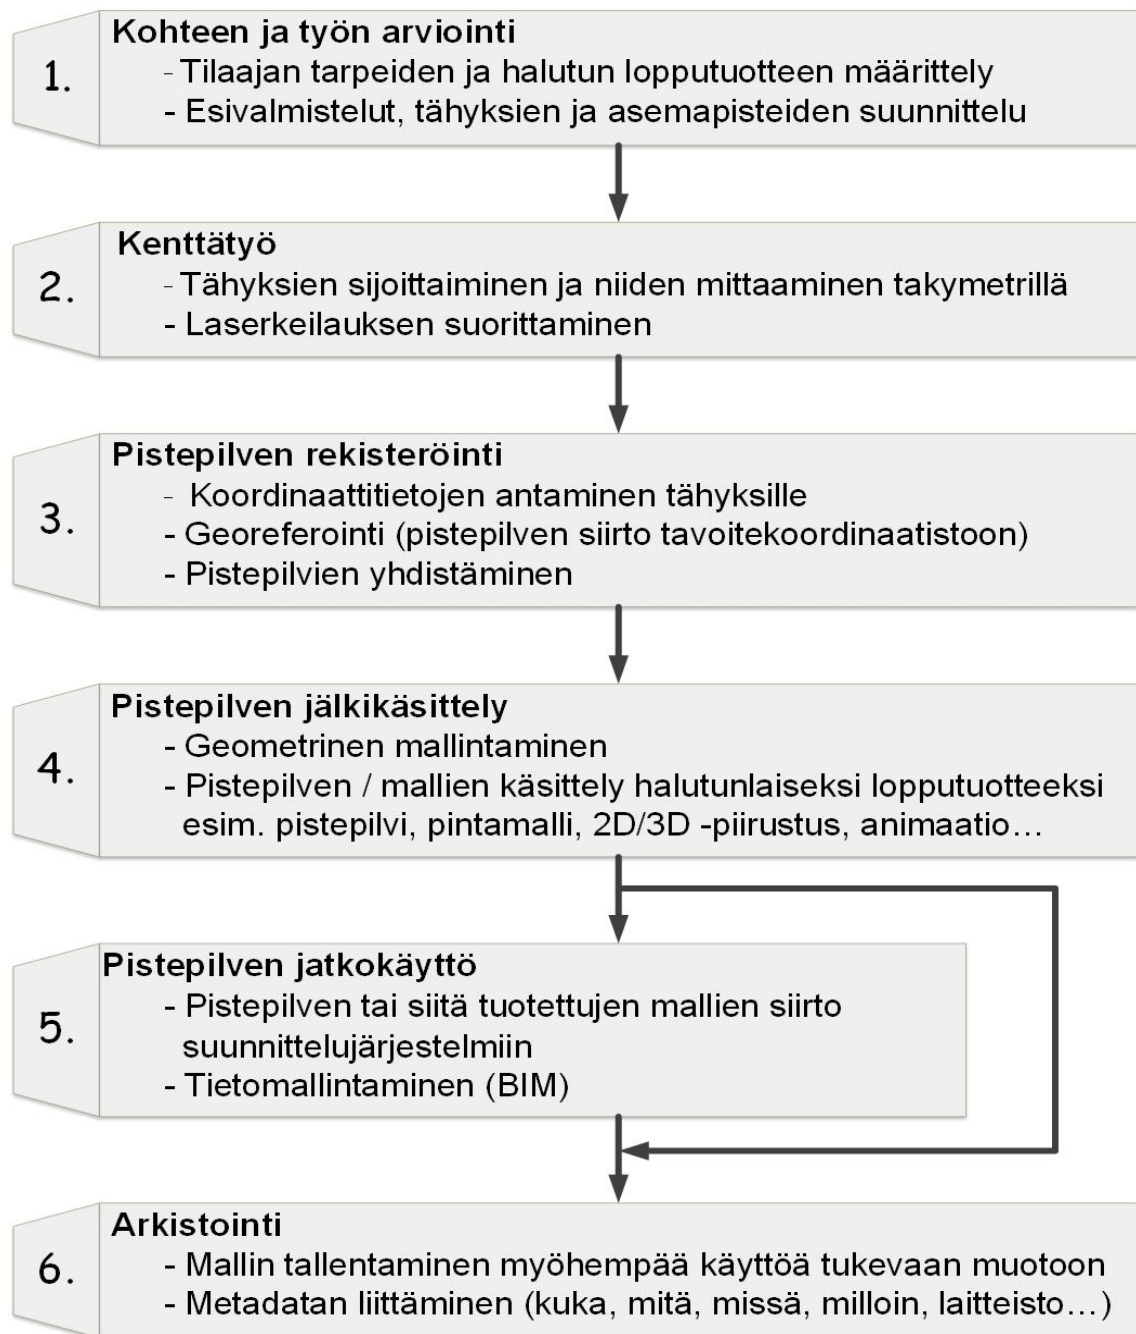 1.
Kohteen ja työn arviointi
- Tilaajan tarpeiden ja halutun lopputuotteen määrittely
- Esivalmistelut, tähyksien ja asemapisteiden suunnittelu
2.
Kenttätyö
- Tähyksien sijoittaiminen ja niiden mittaaminen takymetrillä
- Laserkeilauksen suorittaminen
3.
Pistepilven rekisteröinti
- Koordinaattitietojen antaminen tähyksille
- Georeferointi (pistepilven siirto tavoitekoordinaatistoon)
- Pistepilvien yhdistäminen
4.
Pistepilven jälkikäsittely
- Geometrinen mallintaminen
- Pistepilven / mallien käsittely halutunlaiseksi lopputuotteeksi
esim. pistepilvi, pintamalli, 2D/3D -piirustus, animaatio…
5.
Pistepilven jatkokäyttö
- Pistepilven tai siitä tuotettujen mallien siirto
suunnittelujärjestelmiin
- Tietomallintaminen (BIM)
6.
Arkistointi
- Mallin tallentaminen myöhempää käyttöä tukevaan muotoon
- Metadatan liittäminen (kuka, mitä, missä, milloin, laitteisto…)